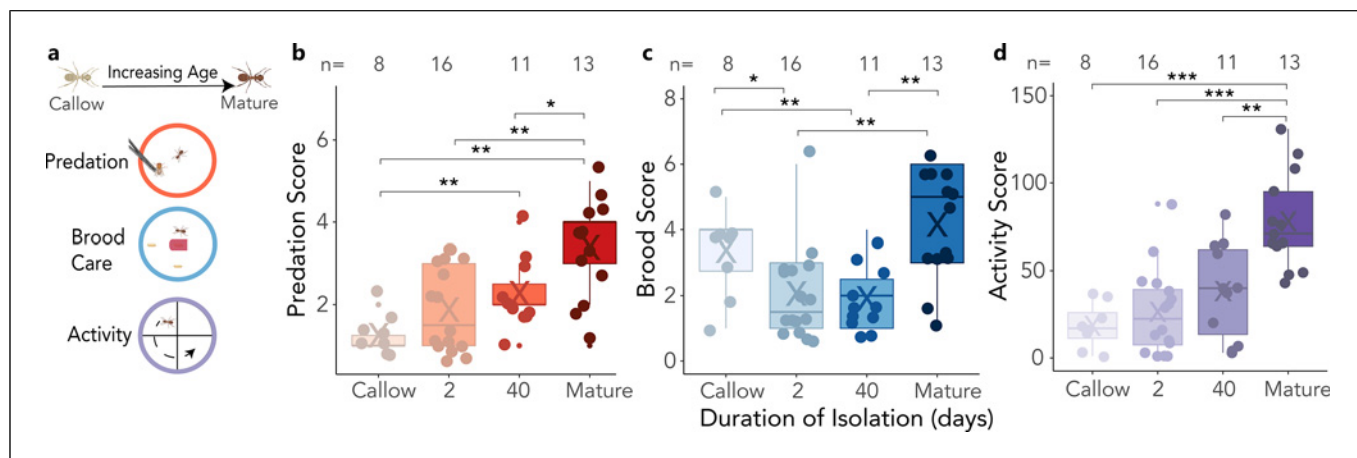 a
Increasing Age
Callow
Mature
Predation
Brood
Care
Activity
b
n= 8 16 11 13
*
**
**
**
Predation Score
6
4
2
Callow 2 40 Mature
c
n= 8 16 11 13
* **
**
**
Brood Score
8
6
4
2
0
Callow 2 40 Mature
Duration of Isolation (days)
d
n= 8 16 11 13
***
***
**
Activity Score
150
100
50
0
Callow 2 40 Mature